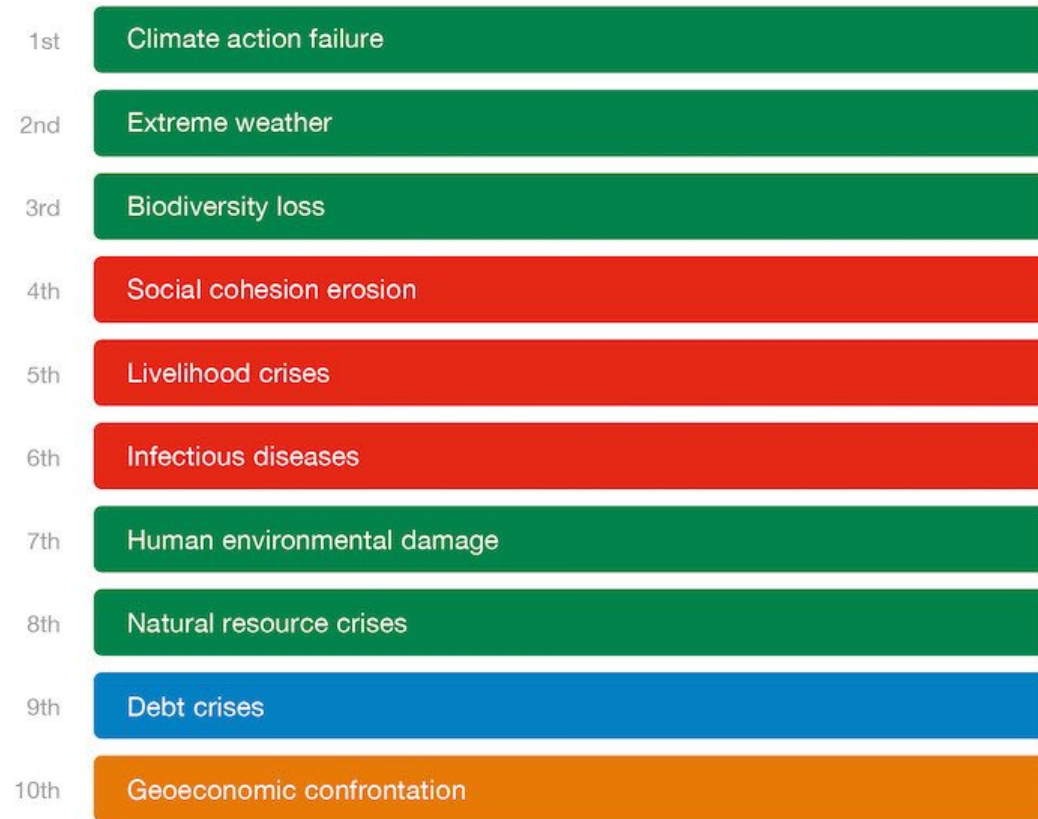 1st Climate action failure
2nd Extreme weather
3rd Biodiversity loss
4th Social cohesion erosion
5th Livelihood crises
6th Infectious diseases
7th Human environmental damage
8th Natural resource crises
9th Debt crises
10th Geoeconomic confrontation